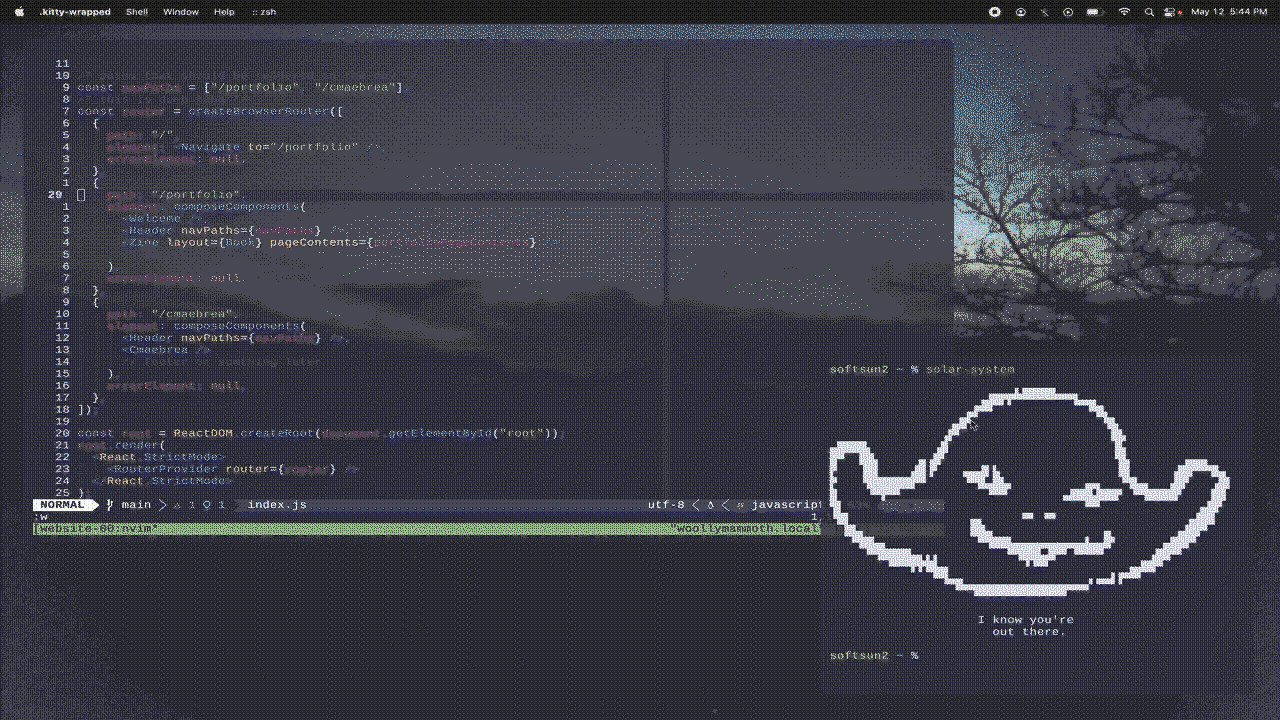 .kitty-wrapped Shell Window Help :: zsh May 12 5:44 PM
11
10
9 const navPaths = ["/portfolio", "/cmaebrea"]
8
7 const router = createBrowserRouter([
6 {
5 path: "/",
4 element: <Navigate to="/portfolio" />
3 errorElement: null,
2 },
1 {
29 path: "/portfolio"
1 element: composeComponents(
2 <Welcome />
3 <Header navPaths={navPaths} />
4 <Zine layout={Book} pageContents={
5
6 )
7 errorElement: null
8 },
9 {
10 path: "/cmaebrea",
11 element: composeComponents(
12 <Header navPaths={navPaths} />,
13 <Cmaebrea />
14
15 ),
16 errorElement: null,
17 },
18 ]);
19
20 const root = ReactDOM.createRoot(document.getElementById("root"));
21 root.render(
22 <React.StrictMode>
23 <RouterProvider router={router} />
24 </React.StrictMode>
25 )
NORMAL main 1 1 index.js utf-8 < < javascript
:w 1
website-60:nvim* "woollymammoth.local
softsun2 ~ % solar-system
I know you're
out there.
softsun2 ~ %